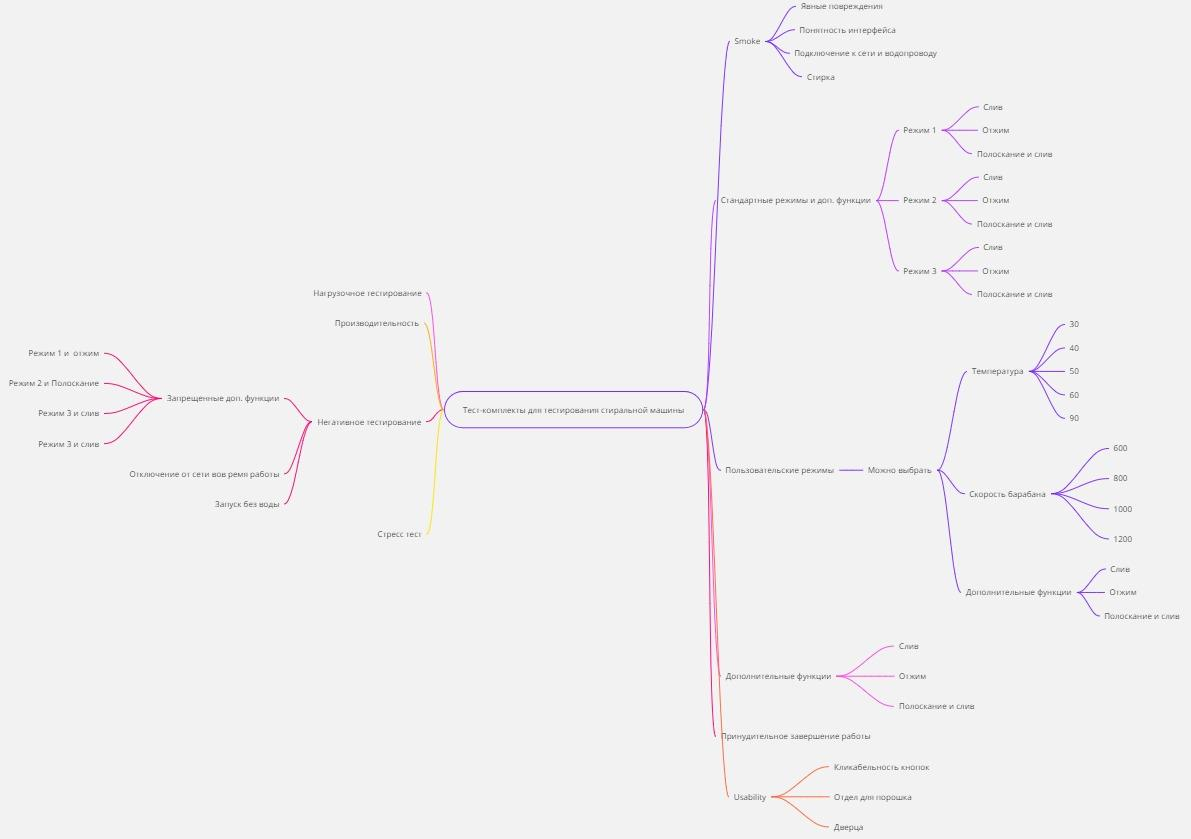 Тест-комплекты для тестирования стиральной машины
Smoke
Явные повреждения
Понятность интерфейса
Подключение к сети и водопроводу
Стирка
Стандартные режимы и доп. функции
Режим 1
Слив
Отжим
Полоскание и слив
Режим 2
Слив
Отжим
Полоскание и слив
Режим 3
Слив
Отжим
Полоскание и слив
Пользовательские режимы
Можно выбрать
Температура
30
40
50
60
90
Скорость барабана
600
800
1000
1200
Дополнительные функции
Слив
Отжим
Полоскание и слив
Дополнительные функции
Слив
Отжим
Полоскание и слив
Принудительное завершение работы
Usability
Кликабельность кнопок
Отдел для порошка
Дверца
Нагрузочное тестирование
Производительность
Негативное тестирование
Запрещенные доп. функции
Режим 1 и отжим
Режим 2 и Полоскание
Режим 3 и слив
Режим 3 и слив
Отключение от сети вов ремя работы
Запуск без воды
Стресс тест